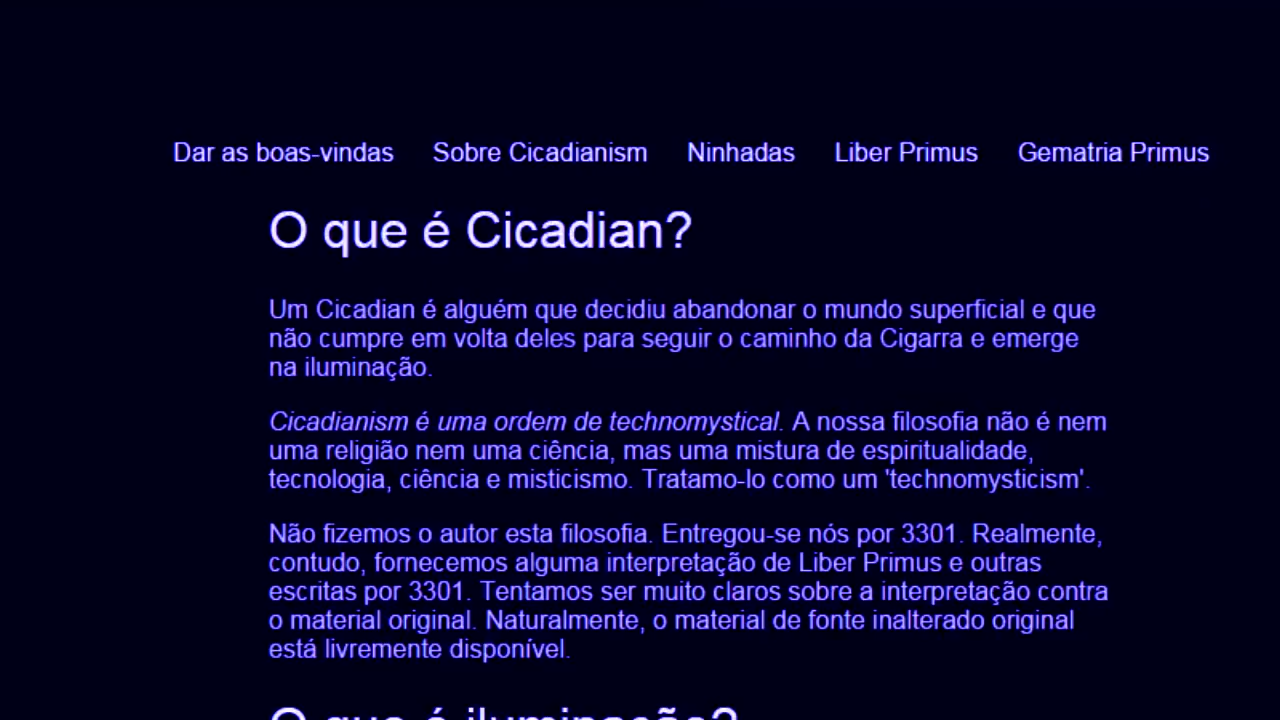 Dar as boas-vindas Sobre Cicadianism Ninhadas Liber Primus Gematria Primus
O que é Cicadian?
Um Cicadian é alguém que decidiu abandonar o mundo superficial e que
não cumpre em volta deles para seguir o caminho da Cigarra e emerge
na iluminação.
Cicadianism é uma ordem de technomystical. A nossa filosofia não é nem
uma religião nem uma ciência, mas uma mistura de espiritualidade,
tecnologia, ciência e misticismo. Tratamo-lo como um 'technomysticism'.
Não fizemos o autor esta filosofia. Entregou-se nós por 3301. Realmente,
contudo, fornecemos alguma interpretação de Liber Primus e outras
escritas por 3301. Tentamos ser muito claros sobre a interpretação contra
o material original. Naturalmente, o material de fonte inalterado original
está livremente disponível.
O que é iluminação?